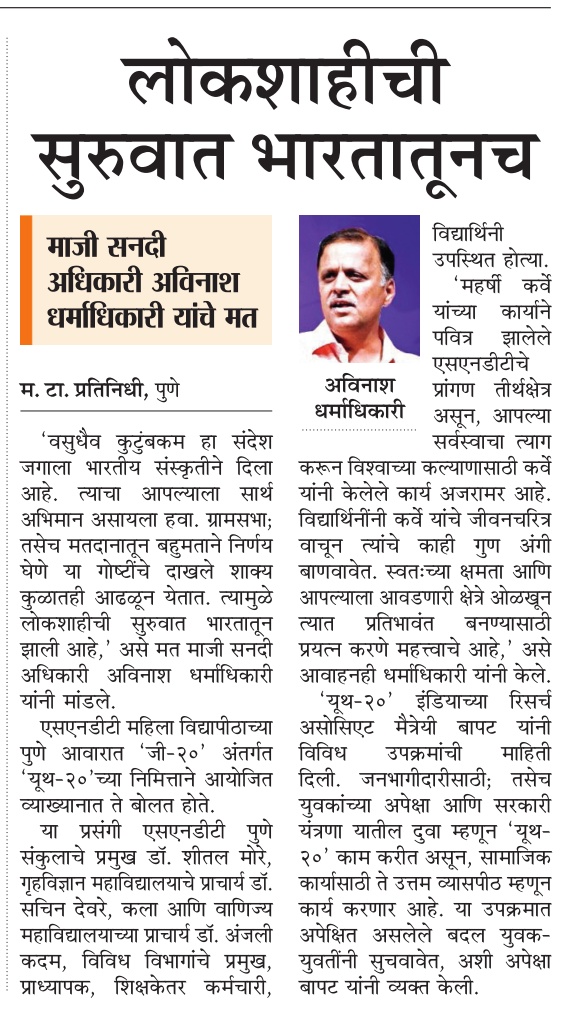 लोकशाहीची
सुरुवात भारतातूनच
माजी सनदी
अधिकारी अविनाश
धर्माधिकारी यांचे मत
म. टा. प्रतिनिधी, पुणे
‘वसुधैव कुटुंबकम हा संदेश
जगाला भारतीय संस्कृतीने दिला
आहे. त्याचा आपल्याला सार्थ
अभिमान असायला हवा. ग्रामसभा;
तसेच मतदानातून बहुमताने निर्णय
घेणे या गोष्टींचे दाखले शाक्य
कुळातही आढळून येतात. त्यामुळे
लोकशाहीची सुरुवात भारतातून
झाली आहे,’ असे मत माजी सनदी
अधिकारी अविनाश धर्माधिकारी
यांनी मांडले.
एसएनडीटी महिला विद्यापीठाच्या
पुणे आवारात ‘जी-२०’ अंतर्गत
‘यूथ-२०’च्या निमित्ताने आयोजित
व्याख्यानात ते बोलत होते.
या प्रसंगी एसएनडीटी पुणे
संकुलाचे प्रमुख डॉ. शीतल मोरे,
गृहविज्ञान महाविद्यालयाचे प्राचार्य डॉ.
सचिन देवरे, कला आणि वाणिज्य
महाविद्यालयाच्या प्राचार्य डॉ. अंजली
कदम, विविध विभागांचे प्रमुख,
प्राध्यापक, शिक्षकेतर कर्मचारी,
अविनाश
धर्माधिकारी
विद्यार्थिनी
उपस्थित होत्या.
‘महर्षी कर्वे
यांच्या कार्याने
पवित्र झालेले
एसएनडीटीचे
प्रांगण तीर्थक्षेत्र
असून, आपल्या
सर्वस्वाचा त्याग
करून विश्वाच्या कल्याणासाठी कर्वे
यांनी केलेले कार्य अजरामर आहे.
विद्यार्थिनींनी कर्वे यांचे जीवनचरित्र
वाचून त्यांचे काही गुण अंगी
बाणवावेत. स्वतःच्या क्षमता आणि
आपल्याला आवडणारी क्षेत्रे ओळखून
त्यात प्रतिभावंत बनण्यासाठी
प्रयत्न करणे महत्त्वाचे आहे,’ असे
आवाहनही धर्माधिकारी यांनी केले.
‘यूथ-२०’ इंडियाच्या रिसर्च
असोसिएट मैत्रेयी बापट यांनी
विविध उपक्रमांची माहिती
दिली. जनभागीदारीसाठी; तसेच
युवकांच्या अपेक्षा आणि सरकारी
यंत्रणा यातील दुवा म्हणून ‘यूथ-
२०’ काम करीत असून, सामाजिक
कार्यासाठी ते उत्तम व्यासपीठ म्हणून
कार्य करणार आहे. या उपक्रमात
अपेक्षित असलेले बदल युवक-
युवतींनी सुचवावेत, अशी अपेक्षा
बापट यांनी व्यक्त केली.